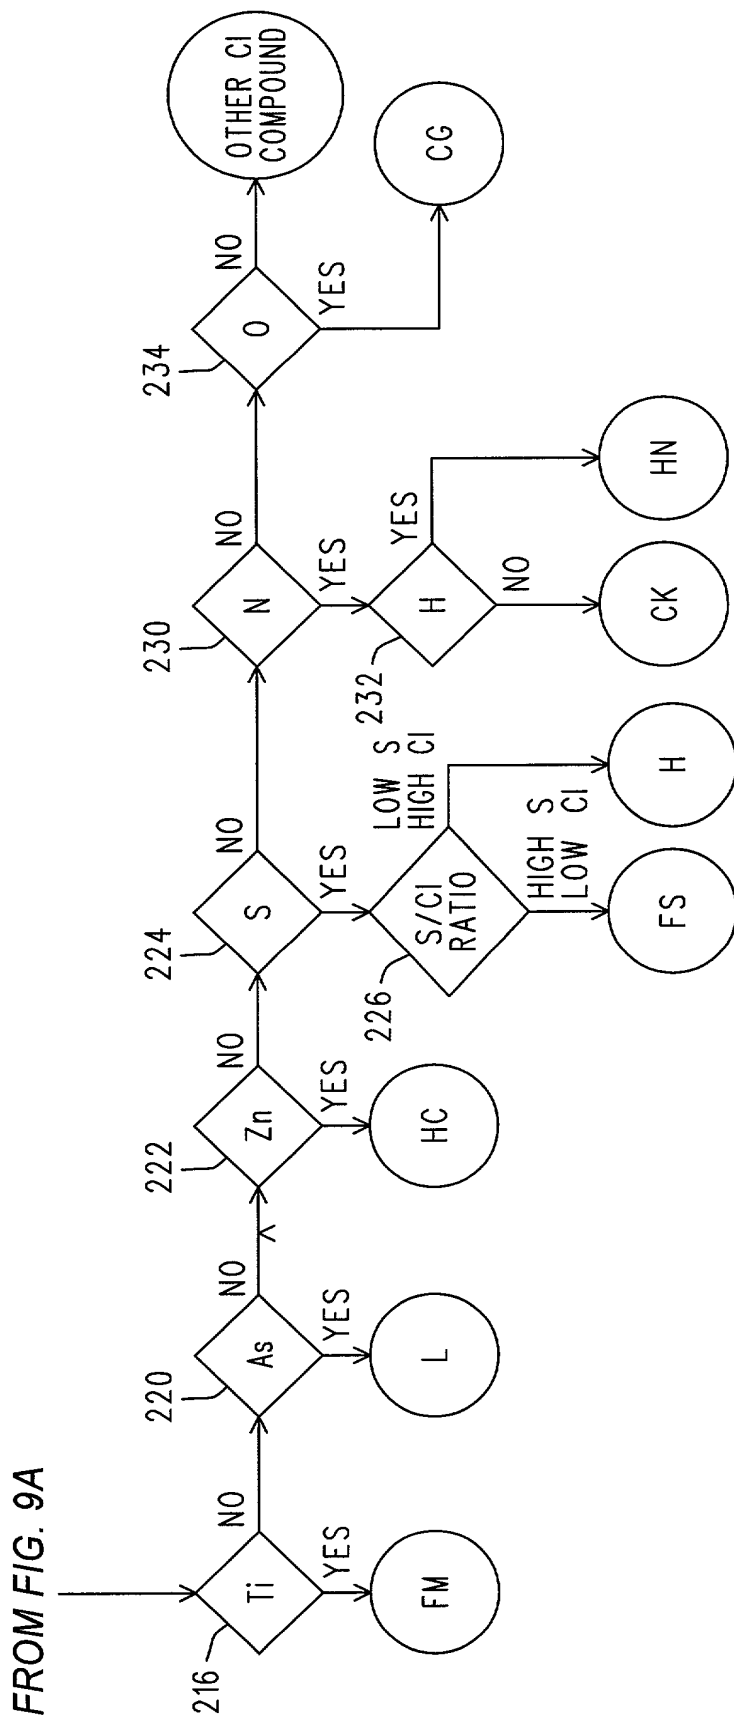 FROM FIG. 9A
216
Ti
NO
YES
FM
220
As
NO
YES
L
222
Zn
NO
YES
HC
224
S
NO
YES
226
S/Cl
RATIO
LOW S
HIGH Cl
HIGH S
LOW Cl
H
FS
230
N
NO
YES
232
H
YES
NO
HN
CK
234
O
NO
YES
OTHER Cl
COMPOUND
CG